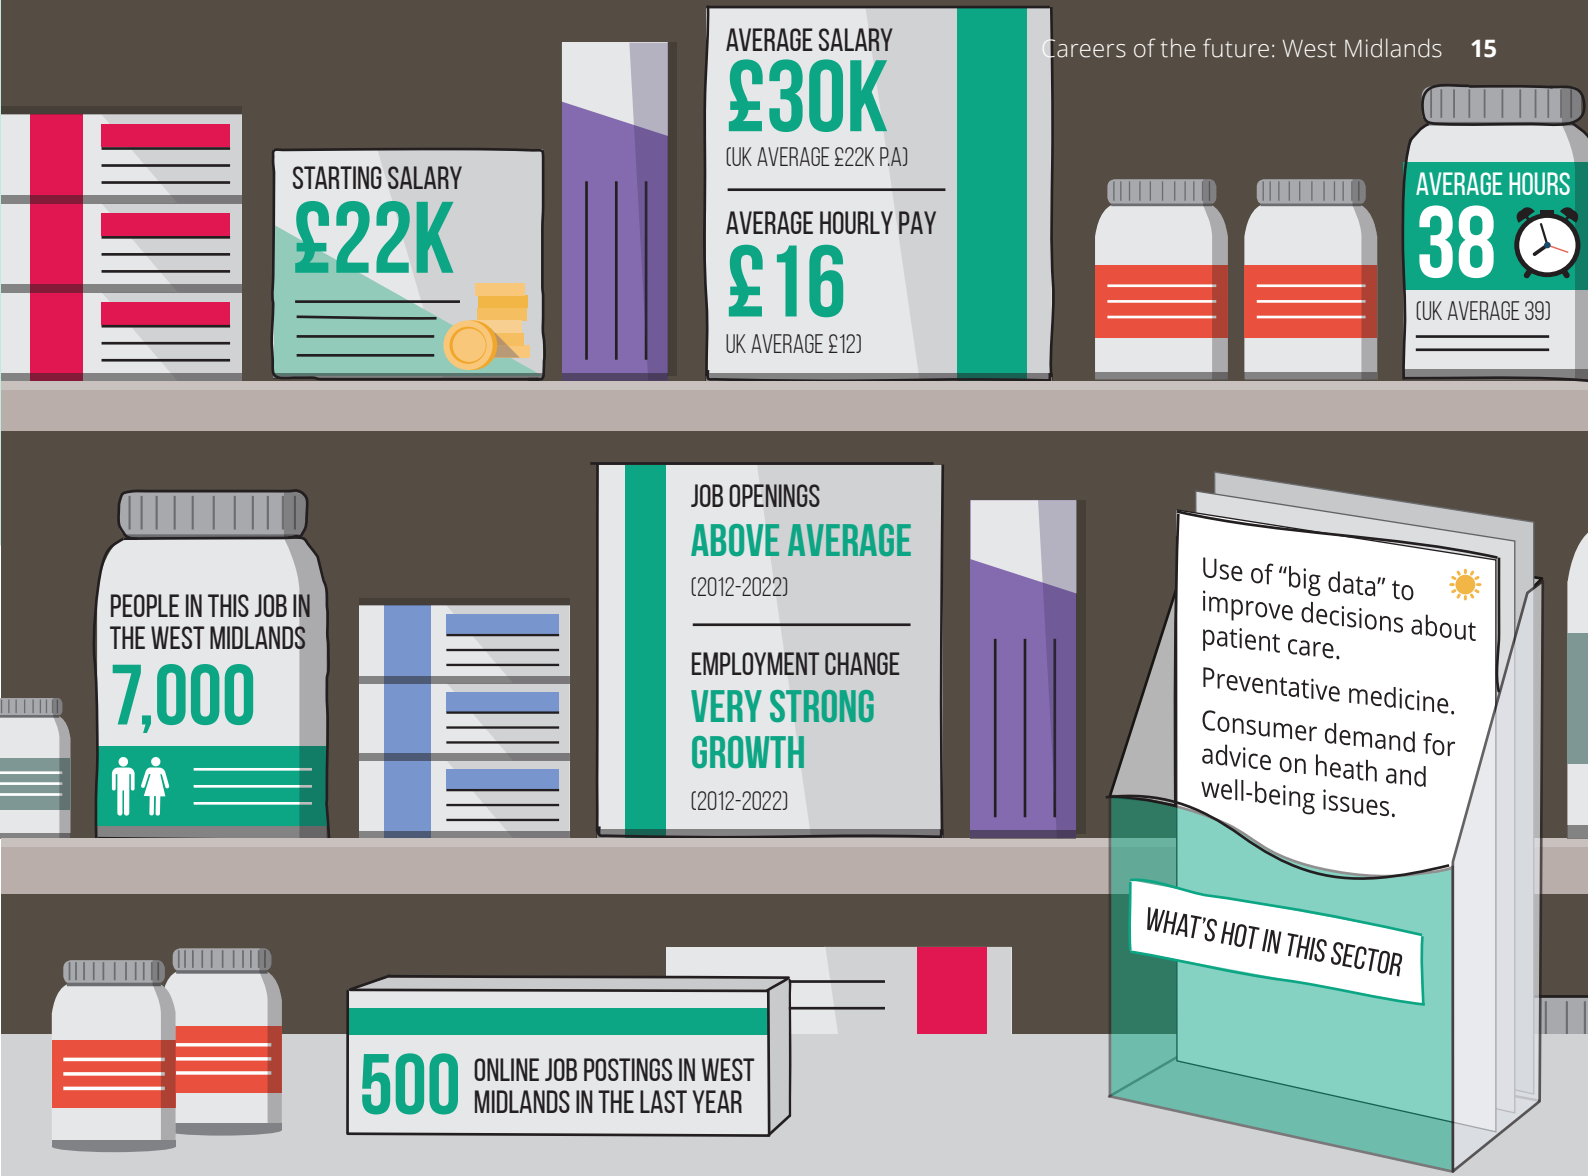 Careers of the future: West Midlands 15
STARTING SALARY
£22K
AVERAGE SALARY
£30K
(UK AVERAGE £22K P.A)
AVERAGE HOURLY PAY
£16
UK AVERAGE £12)
AVERAGE HOURS
38
(UK AVERAGE 39)
PEOPLE IN THIS JOB IN
THE WEST MIDLANDS
7,000
JOB OPENINGS
ABOVE AVERAGE
(2012-2022)
EMPLOYMENT CHANGE
VERY STRONG
GROWTH
(2012-2022)
Use of “big data” to
improve decisions about
patient care.
Preventative medicine.
Consumer demand for
advice on heath and
well-being issues.
WHAT’S HOT IN THIS SECTOR
500 ONLINE JOB POSTINGS IN WEST
MIDLANDS IN THE LAST YEAR